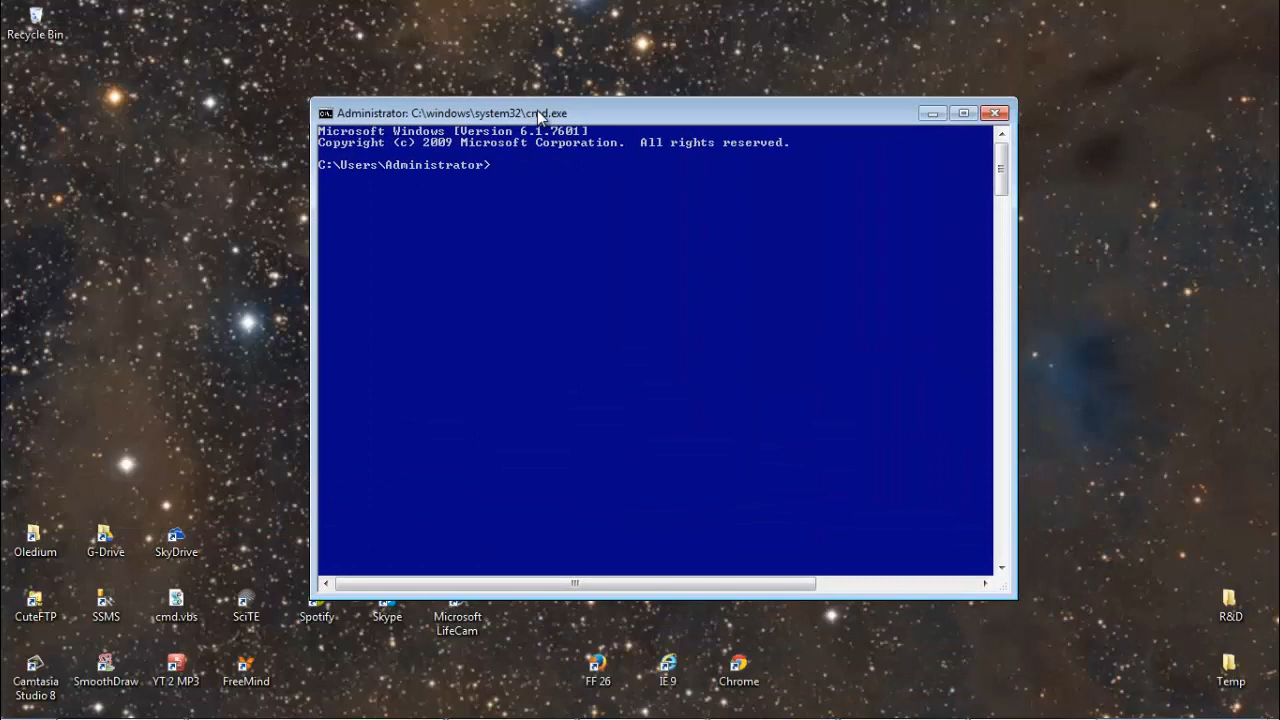 Recycle Bin
Administrator: C:\windows\system32\cmd.exe
Microsoft Windows [Version 6.1.7601]
Copyright (c) 2009 Microsoft Corporation.  All rights reserved.
C:\Users\Administrator>
Oledium
G-Drive
SkyDrive
CuteFTP
SSMS
cmd.vbs
SciTE
Spotify
Skype
Microsoft
LifeCam
R&D
Camtasia
Studio 8
SmoothDraw
YT 2 MP3
FreeMind
FF 26
IE 9
Chrome
Temp